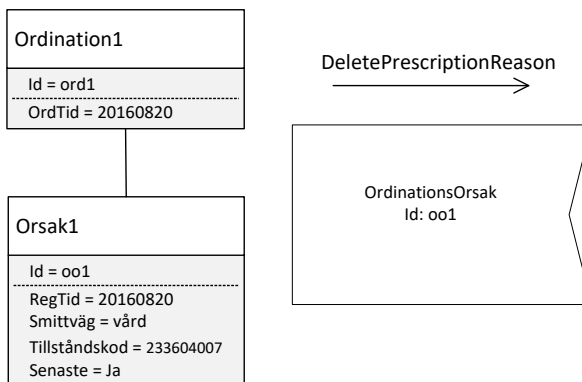 Ordination1
Id = ord1
OrdTid = 20160820
Orsak1
Id = oo1
RegTid = 20160820
Smittväg = vård
Tillståndskod = 233604007
Senaste = Ja
DeletePrescriptionReason
OrdinationsOrsak
Id: oo1